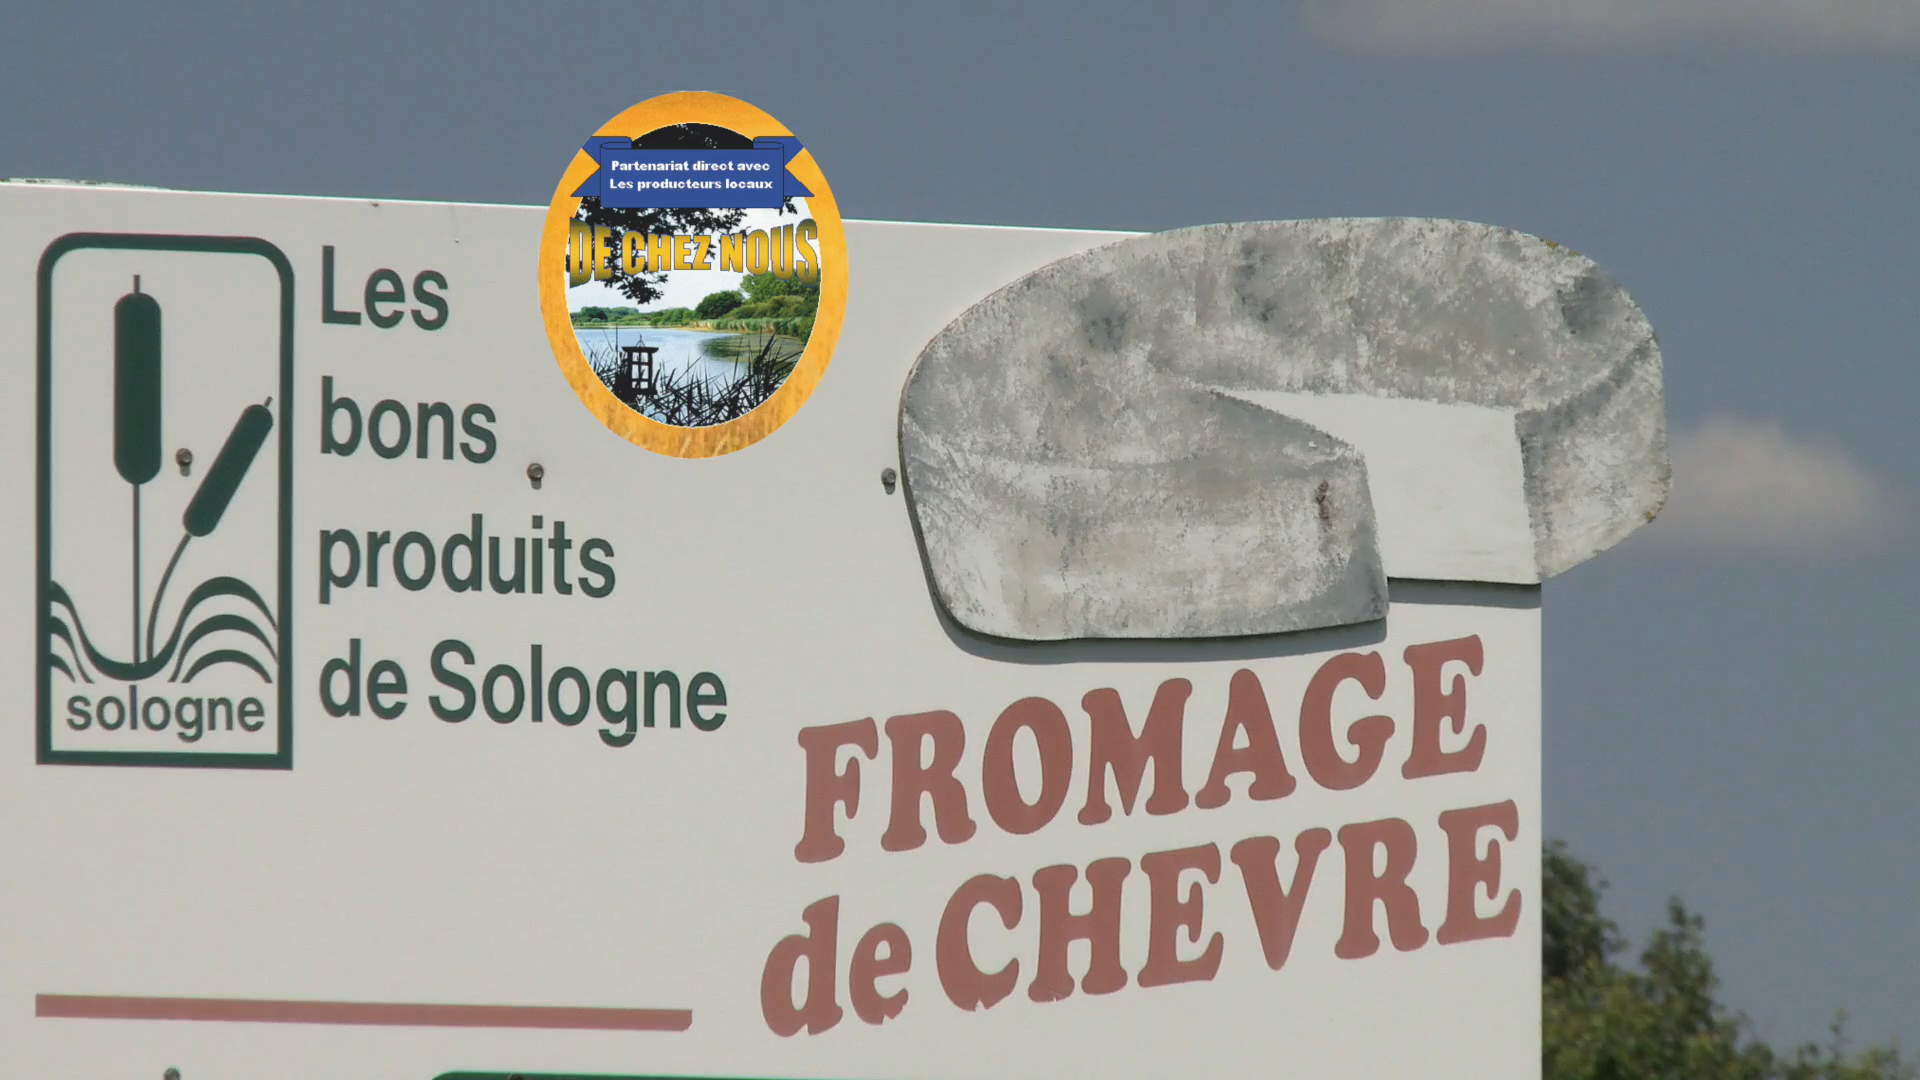 Partenariat direct avec
Les producteurs locaux
DE CHEZ NOUS
Les
bons
produits
de Sologne
sologne
FROMAGE
de CHEVRE